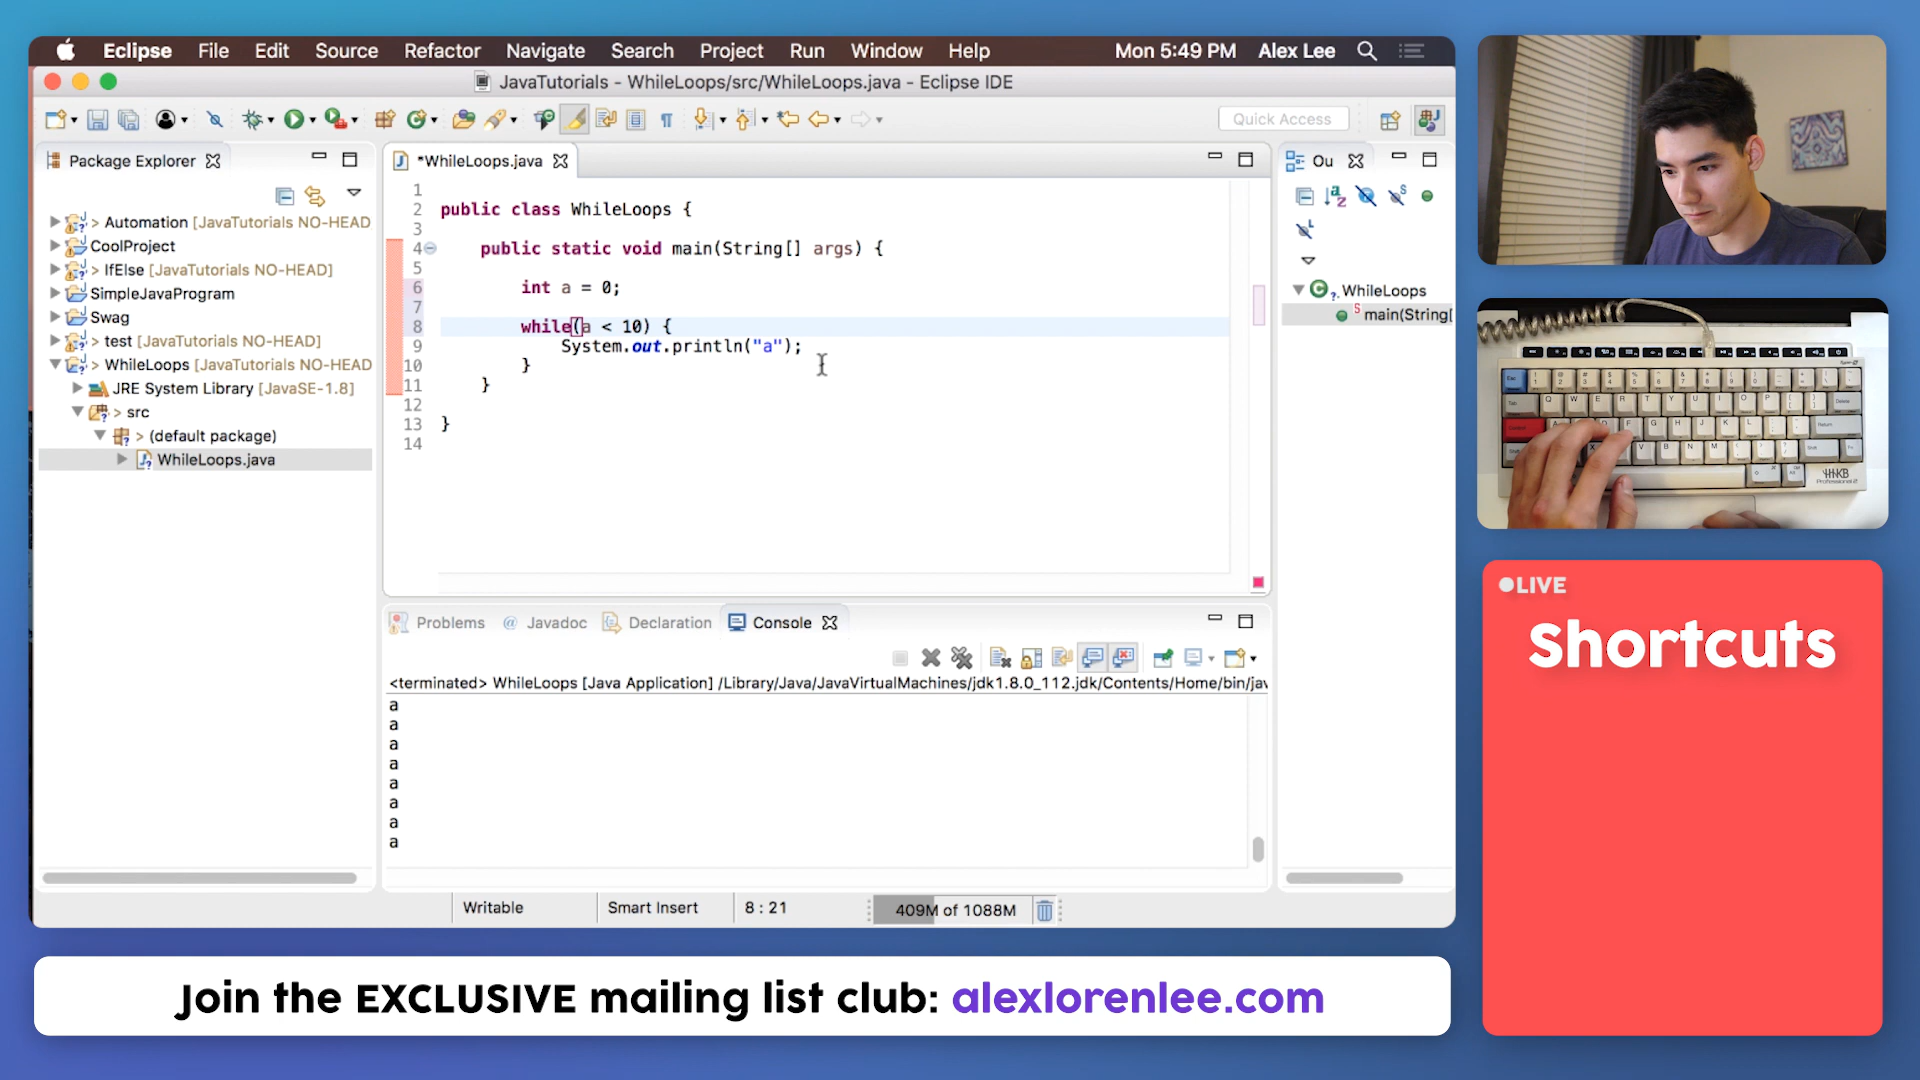 Eclipse File Edit Source Refactor Navigate Search Project Run Window Help Mon 5:49 PM Alex Lee
JavaTutorials - WhileLoops/src/WhileLoops.java - Eclipse IDE
Quick Access
Package Explorer
> Automation [JavaTutorials NO-HEAD]
CoolProject
> IfElse [JavaTutorials NO-HEAD]
SimpleJavaProgram
Swag
> test [JavaTutorials NO-HEAD]
> WhileLoops [JavaTutorials NO-HEAD
JRE System Library [JavaSE-1.8]
> src
> (default package)
WhileLoops.java
*WhileLoops.java
1
2 public class WhileLoops {
3
4 public static void main(String[] args) {
5
6 int a = 0;
7
8 while(a < 10) {
9 System.out.println("a");
10 }
11 }
12
13 }
14
Ou
WhileLoops
main(String[
Problems @ Javadoc Declaration Console
<terminated> WhileLoops [Java Application] /Library/Java/JavaVirtualMachines/jdk1.8.0_112.jdk/Contents/Home/bin/jav
a
a
a
a
a
a
a
a
Writable Smart Insert 8 : 21 409M of 1088M
LIVE
Shortcuts
Join the EXCLUSIVE mailing list club: alexlorenlee.com